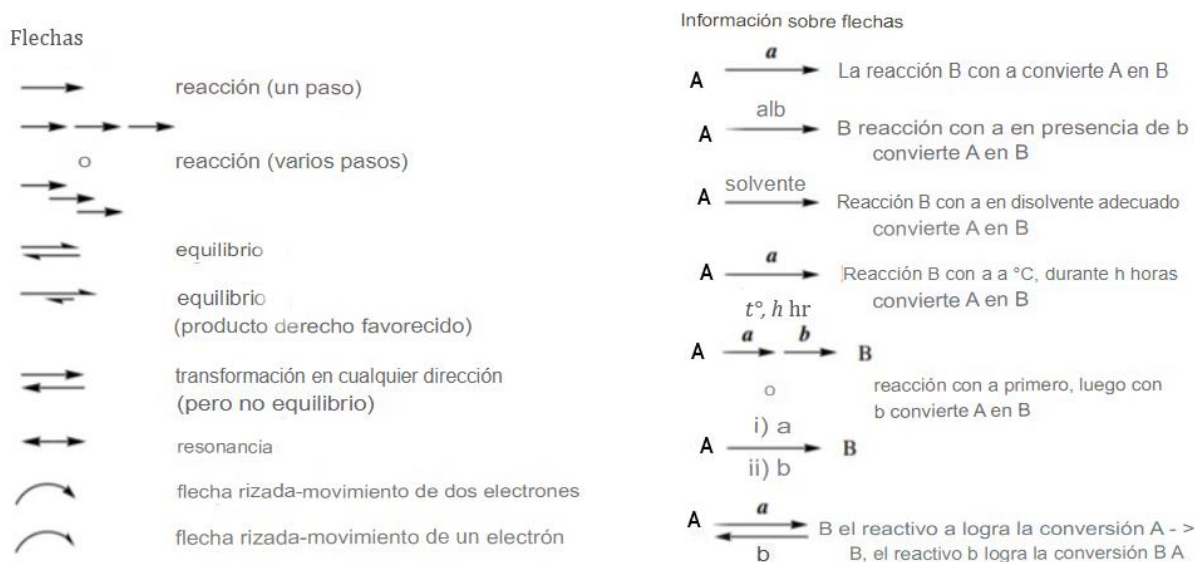 Flechas
reacción (un paso)
o
reacción (varios pasos)
equilibrio
equilibrio
(producto derecho favorecido)
transformación en cualquier dirección
(pero no equilibrio)
resonancia
flecha rizada-movimiento de dos electrones
flecha rizada-movimiento de un electrón
Información sobre flechas
a
A La reacción B con a convierte A en B
alb
A B reacción con a en presencia de b
convierte A en B
solvente
A Reacción B con a en disolvente adecuado
convierte A en B
a
A Reacción B con a a °C, durante h horas
convierte A en B
t°, h hr
a b
A B
o
reacción con a primero, luego con
b convierte A en B
i) a
A B
ii) b
a
A B el reactivo a logra la conversión A - >
b B, el reactivo b logra la conversión B A